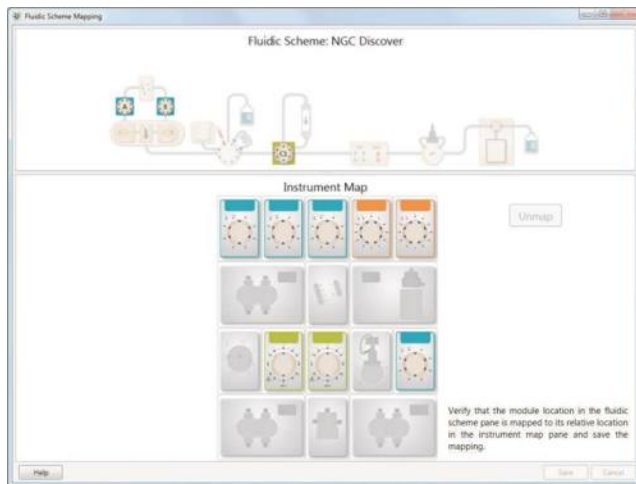 Fluidic Scheme Mapping
Fluidic Scheme: NGC Discover
A
B
Instrument Map
Unmap
Verify that the module location in the fluidic
scheme pane is mapped to its relative location
in the instrument map pane and save the
mapping.
Help
Save
Cancel